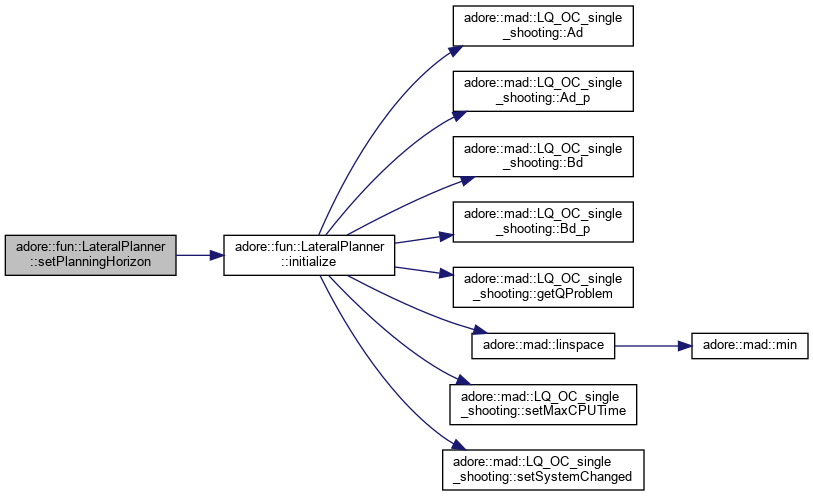 adore::fun::LateralPlanner
::setPlanningHorizon
adore::fun::LateralPlanner
::initialize
adore::mad::LQ_OC_single
_shooting::Ad
adore::mad::LQ_OC_single
_shooting::Ad_p
adore::mad::LQ_OC_single
_shooting::Bd
adore::mad::LQ_OC_single
_shooting::Bd_p
adore::mad::LQ_OC_single
_shooting::getQProblem
adore::mad::linspace
adore::mad::min
adore::mad::LQ_OC_single
_shooting::setMaxCPUTime
adore::mad::LQ_OC_single
_shooting::setSystemChanged